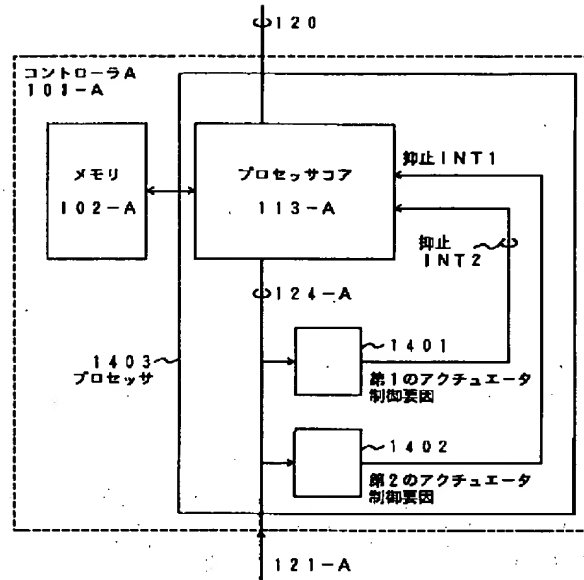 120
コントローラA
101-A
メモリ
102-A
プロセッサコア
113-A
抑止INT1
抑止
INT2
124-A
1401
第1のアクチュエータ
制御要因
1403
プロセッサ
1402
第2のアクチュエータ
制御要因
121-A